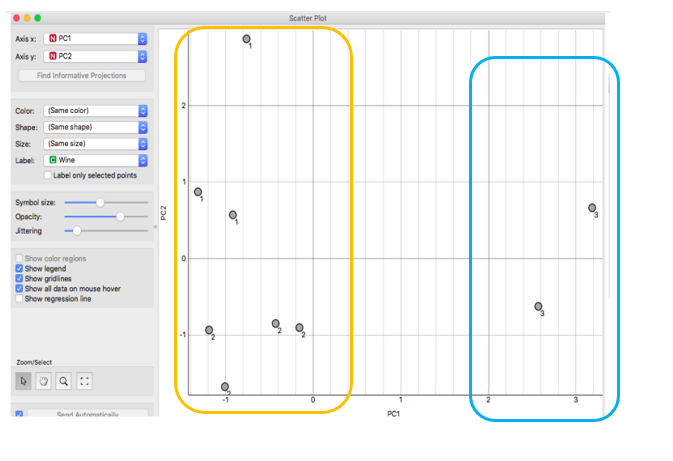 Scatter Plot
Axis x: N PC1
Axis y: N PC2
Find Informative Projections
Color: (Same color)
Shape: (Same shape)
Size: (Same size)
Label: C Wine
Label only selected points
Symbol size:
Opacity:
Jittering
Show color regions
Show legend
Show gridlines
Show all data on mouse hover
Show regression line
Zoom/Select
Send Automatically
PC2
2
1
0
-1
1
1
1
2
2
2
2
3
3
-1 0 1 2 3
PC1